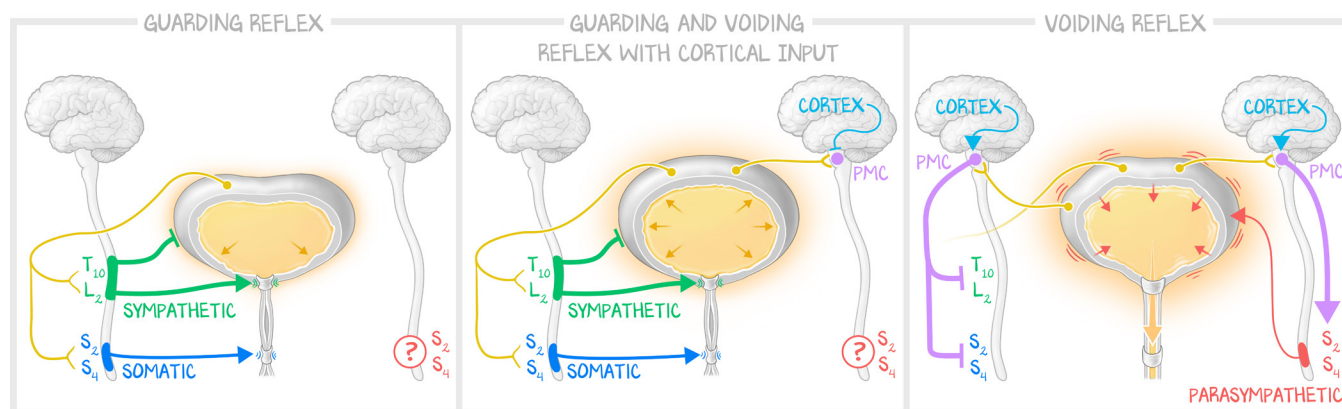 GUARDING REFLEX
T10
L2
SYMPATHETIC
S2
S4
SOMATIC
?
S2
S4
GUARDING AND VOIDING
REFLEX WITH CORTICAL INPUT
CORTEX
PMC
T10
L2
SYMPATHETIC
S2
S4
SOMATIC
?
S2
S4
VOIDING REFLEX
CORTEX
PMC
T10
L2
S2
S4
CORTEX
PMC
S2
S4
PARASYMPATHETIC